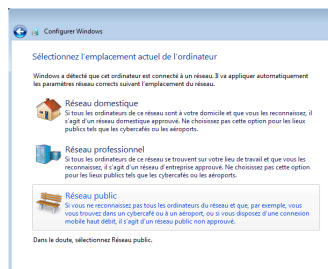 Configurer Windows
Sélectionnez l'emplacement actuel de l'ordinateur
Windows a détecté que cet ordinateur est connecté à un réseau. Il va appliquer automatiquement
les paramètres réseau corrects suivant l'emplacement du réseau.
Réseau domestique
Si tous les ordinateurs de ce réseau sont à votre domicile et que vous les reconnaissez, il
s'agit d'un réseau domestique approuvé. Ne choisissez pas cette option pour les lieux
publics tels que les cybercafés ou les aéroports.
Réseau professionnel
Si tous les ordinateurs de ce réseau se trouvent sur votre lieu de travail et que vous les
reconnaissez, il s'agit d'un réseau d'entreprise approuvé. Ne choisissez pas cette option
pour les lieux publics tels que les cybercafés ou les aéroports.
Réseau public
Si vous ne reconnaissez pas tous les ordinateurs du réseau et que, par exemple, vous
vous trouvez dans un cybercafé ou à un aéroport, ou si vous disposez d'une connexion
mobile haut débit, il s'agit d'un réseau public non approuvé.
Dans le doute, sélectionnez Réseau public.